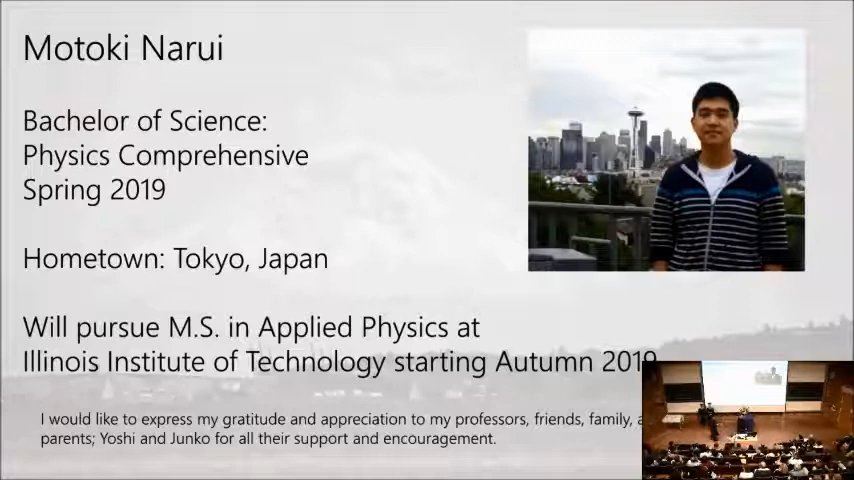 Motoki Narui
Bachelor of Science:
Physics Comprehensive
Spring 2019
Hometown: Tokyo, Japan
Will pursue M.S. in Applied Physics at
Illinois Institute of Technology starting Autumn 2019
I would like to express my gratitude and appreciation to my professors, friends, family,
parents; Yoshi and Junko for all their support and encouragement.